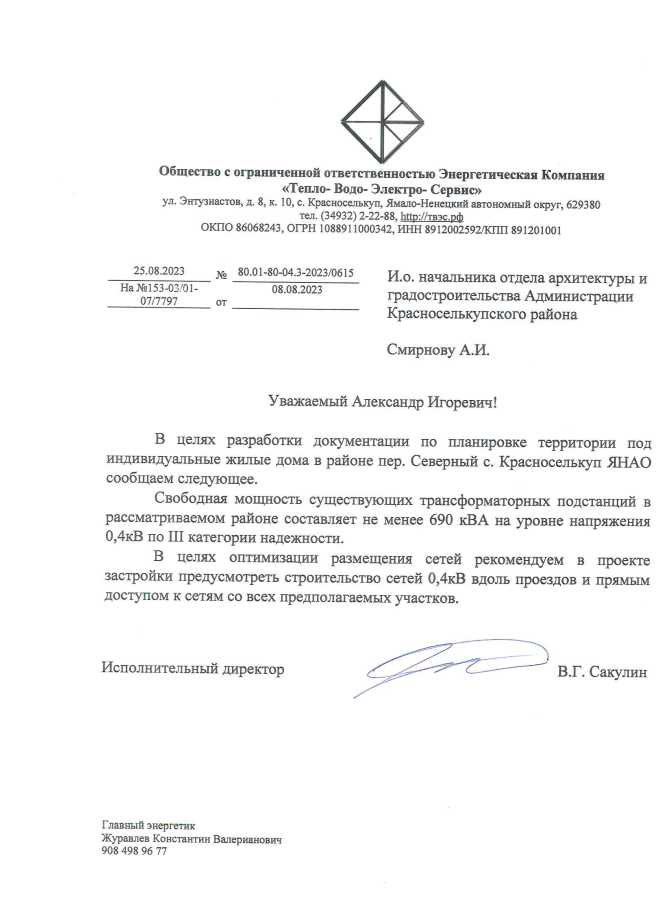 Общество с ограниченной ответственностью Энергетическая Компания
«Тепло- Водо- Электро- Сервис»
ул. Энтузиастов, д. 8, к. 10, с. Красноселькуп, Ямало-Ненецкий автономный округ, 629380
тел. (34932) 2-22-88, http://твэс.рф
ОКПО 86068243, ОГРН 1088911000342, ИНН 8912002592/КПП 891201001
25.08.2023 № 80.01-80-04.3-2023/0615
На №153-03/01-07/7797 от 08.08.2023
И.о. начальника отдела архитектуры и
градостроительства Администрации
Красноселькупского района
Смирнову А.И.
Уважаемый Александр Игоревич!
В целях разработки документации по планировке территории под
индивидуальные жилые дома в районе пер. Северный с. Красноселькуп ЯНАО
сообщаем следующее.
Свободная мощность существующих трансформаторных подстанций в
рассматриваемом районе составляет не менее 690 кВА на уровне напряжения
0,4кВ по III категории надежности.
В целях оптимизации размещения сетей рекомендуем в проекте
застройки предусмотреть строительство сетей 0,4кВ вдоль проездов и прямым
доступом к сетям со всех предполагаемых участков.
Исполнительный директор В.Г. Сакулин
Главный энергетик
Журавлев Константин Валерианович
908 498 96 77